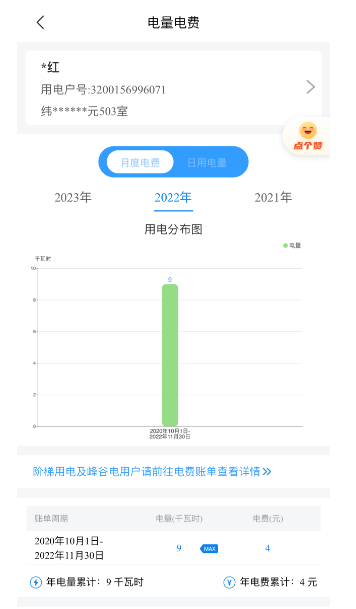 电量电费
*红
用电户号:3200156996071
纬******元503室
点个赞
月度电费 日用电量
2023年 2022年 2021年
用电分布图
电量
千瓦时
10
9
8
6
4
2
0
2020年10月1日-
2022年11月30日
阶梯用电及峰谷电用户请前往电费账单查看详情
账单周期 电量(千瓦时) 电费(元)
2020年10月1日-
2022年11月30日
9 MAX 4
年电量累计：9 千瓦时 年电费累计：4 元